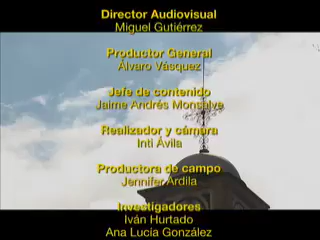 Director Audiovisual
Miguel Gutiérrez
Productor General
Álvaro Vásquez
Jefe de contenido
Jaime Andrés Monsalve
Realizador y cámara
Inti Ávila
Productora de campo
Jennifer Ardila
Investigadores
Iván Hurtado
Ana Lucía González